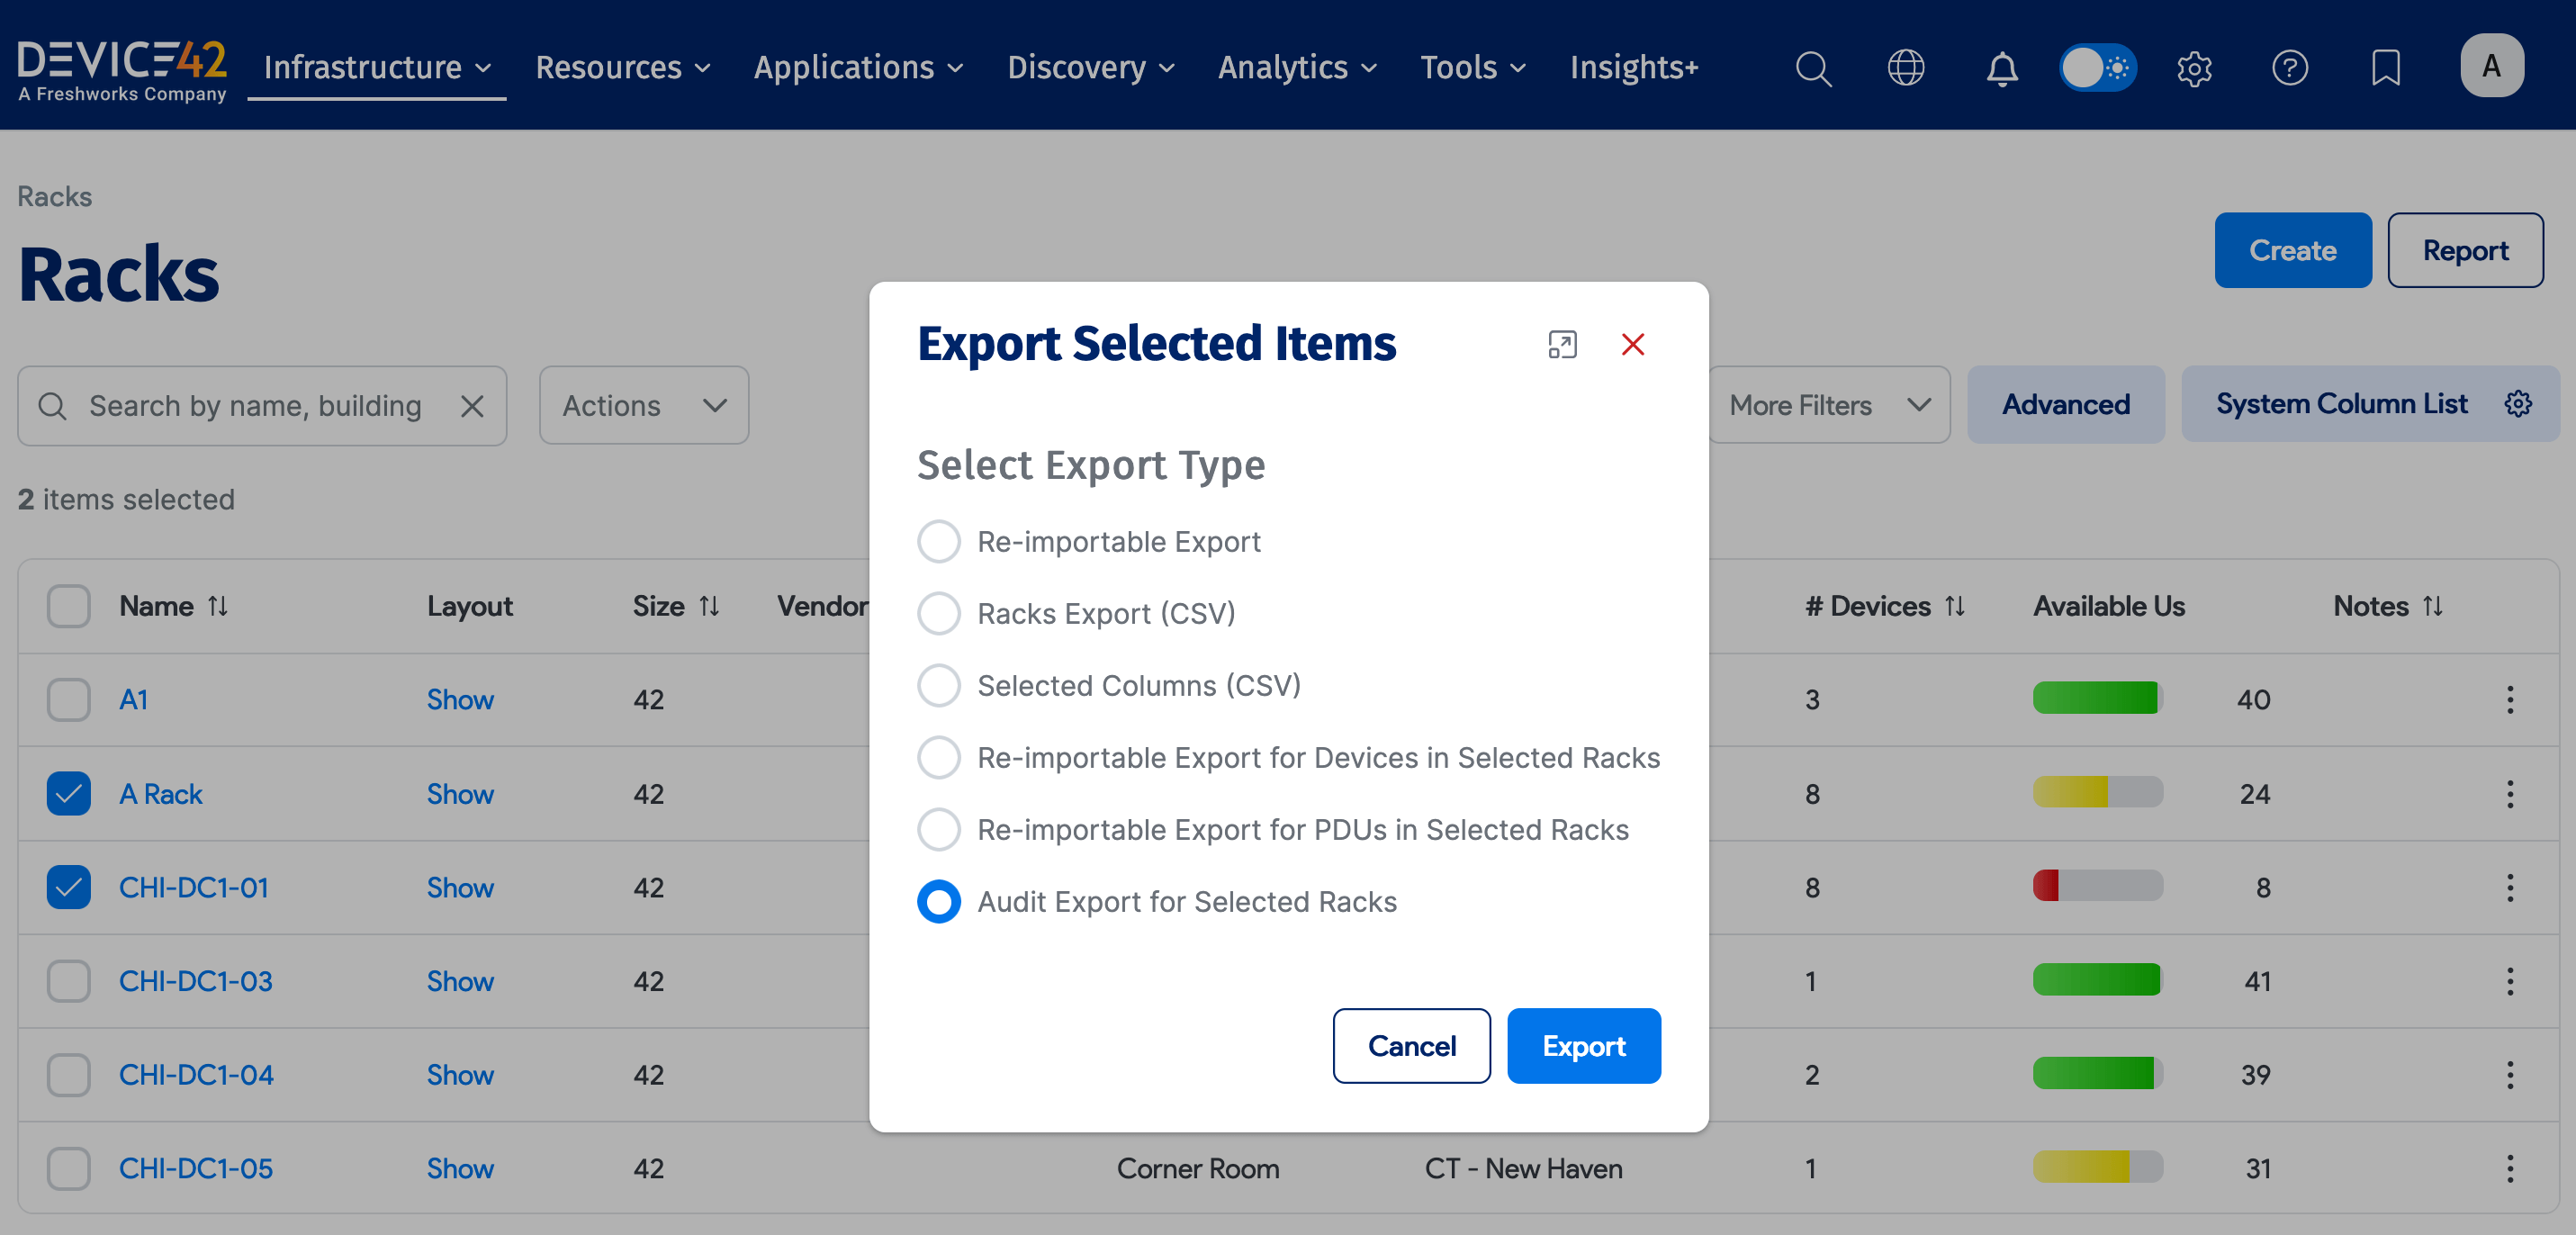 DEVICE42
A Freshworks Company
Infrastructure Resources Applications Discovery Analytics Tools Insights+
A
Racks
Racks
Create Report
Search by name, building
Actions
More Filters
Advanced
System Column List
2 items selected
Name Layout Size Vendor # Devices Available Us Notes
A1 Show 42 3 40
A Rack Show 42 8 24
CHI-DC1-01 Show 42 8 8
CHI-DC1-03 Show 42 1 41
CHI-DC1-04 Show 42 2 39
CHI-DC1-05 Show 42 Corner Room CT - New Haven 1 31
Export Selected Items
Select Export Type
Re-importable Export
Racks Export (CSV)
Selected Columns (CSV)
Re-importable Export for Devices in Selected Racks
Re-importable Export for PDUs in Selected Racks
Audit Export for Selected Racks
Cancel Export